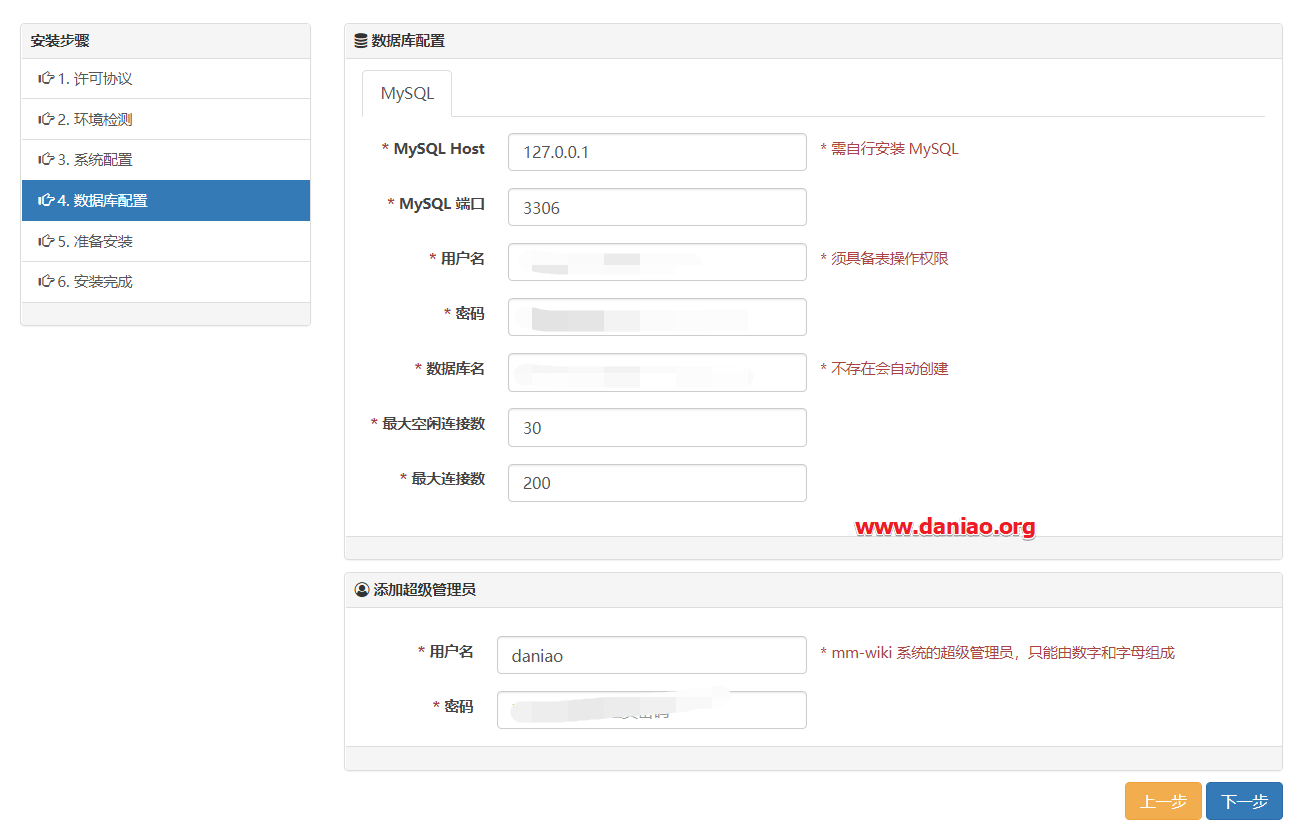 安装步骤
1. 许可协议
2. 环境检测
3. 系统配置
4. 数据库配置
5. 准备安装
6. 安装完成
数据库配置
MySQL
* MySQL Host 127.0.0.1 * 需自行安装 MySQL
* MySQL 端口 3306
* 用户名 * 须具备表操作权限
* 密码
* 数据库名 * 不存在会自动创建
* 最大空闲连接数 30
* 最大连接数 200
www.daniao.org
添加超级管理员
* 用户名 daniao * mm-wiki 系统的超级管理员，只能由数字和字母组成
* 密码
上一步 下一步